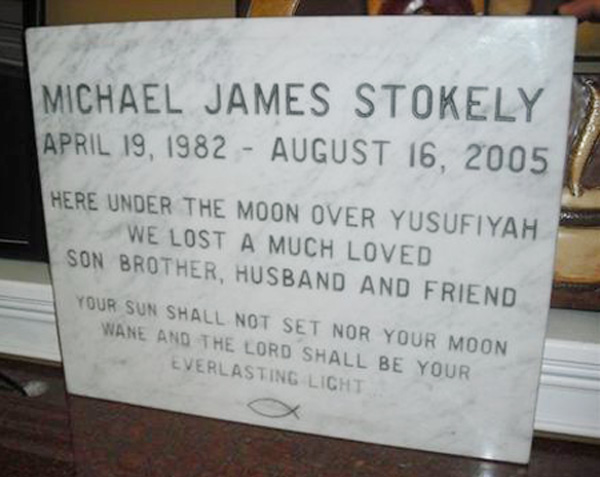 MICHAEL JAMES STOKELY
APRIL 19, 1982 - AUGUST 16, 2005
HERE UNDER THE MOON OVER YUSUFIYAH
WE LOST A MUCH LOVED
SON BROTHER, HUSBAND AND FRIEND
YOUR SUN SHALL NOT SET NOR YOUR MOON
WANE AND THE LORD SHALL BE YOUR
EVERLASTING LIGHT